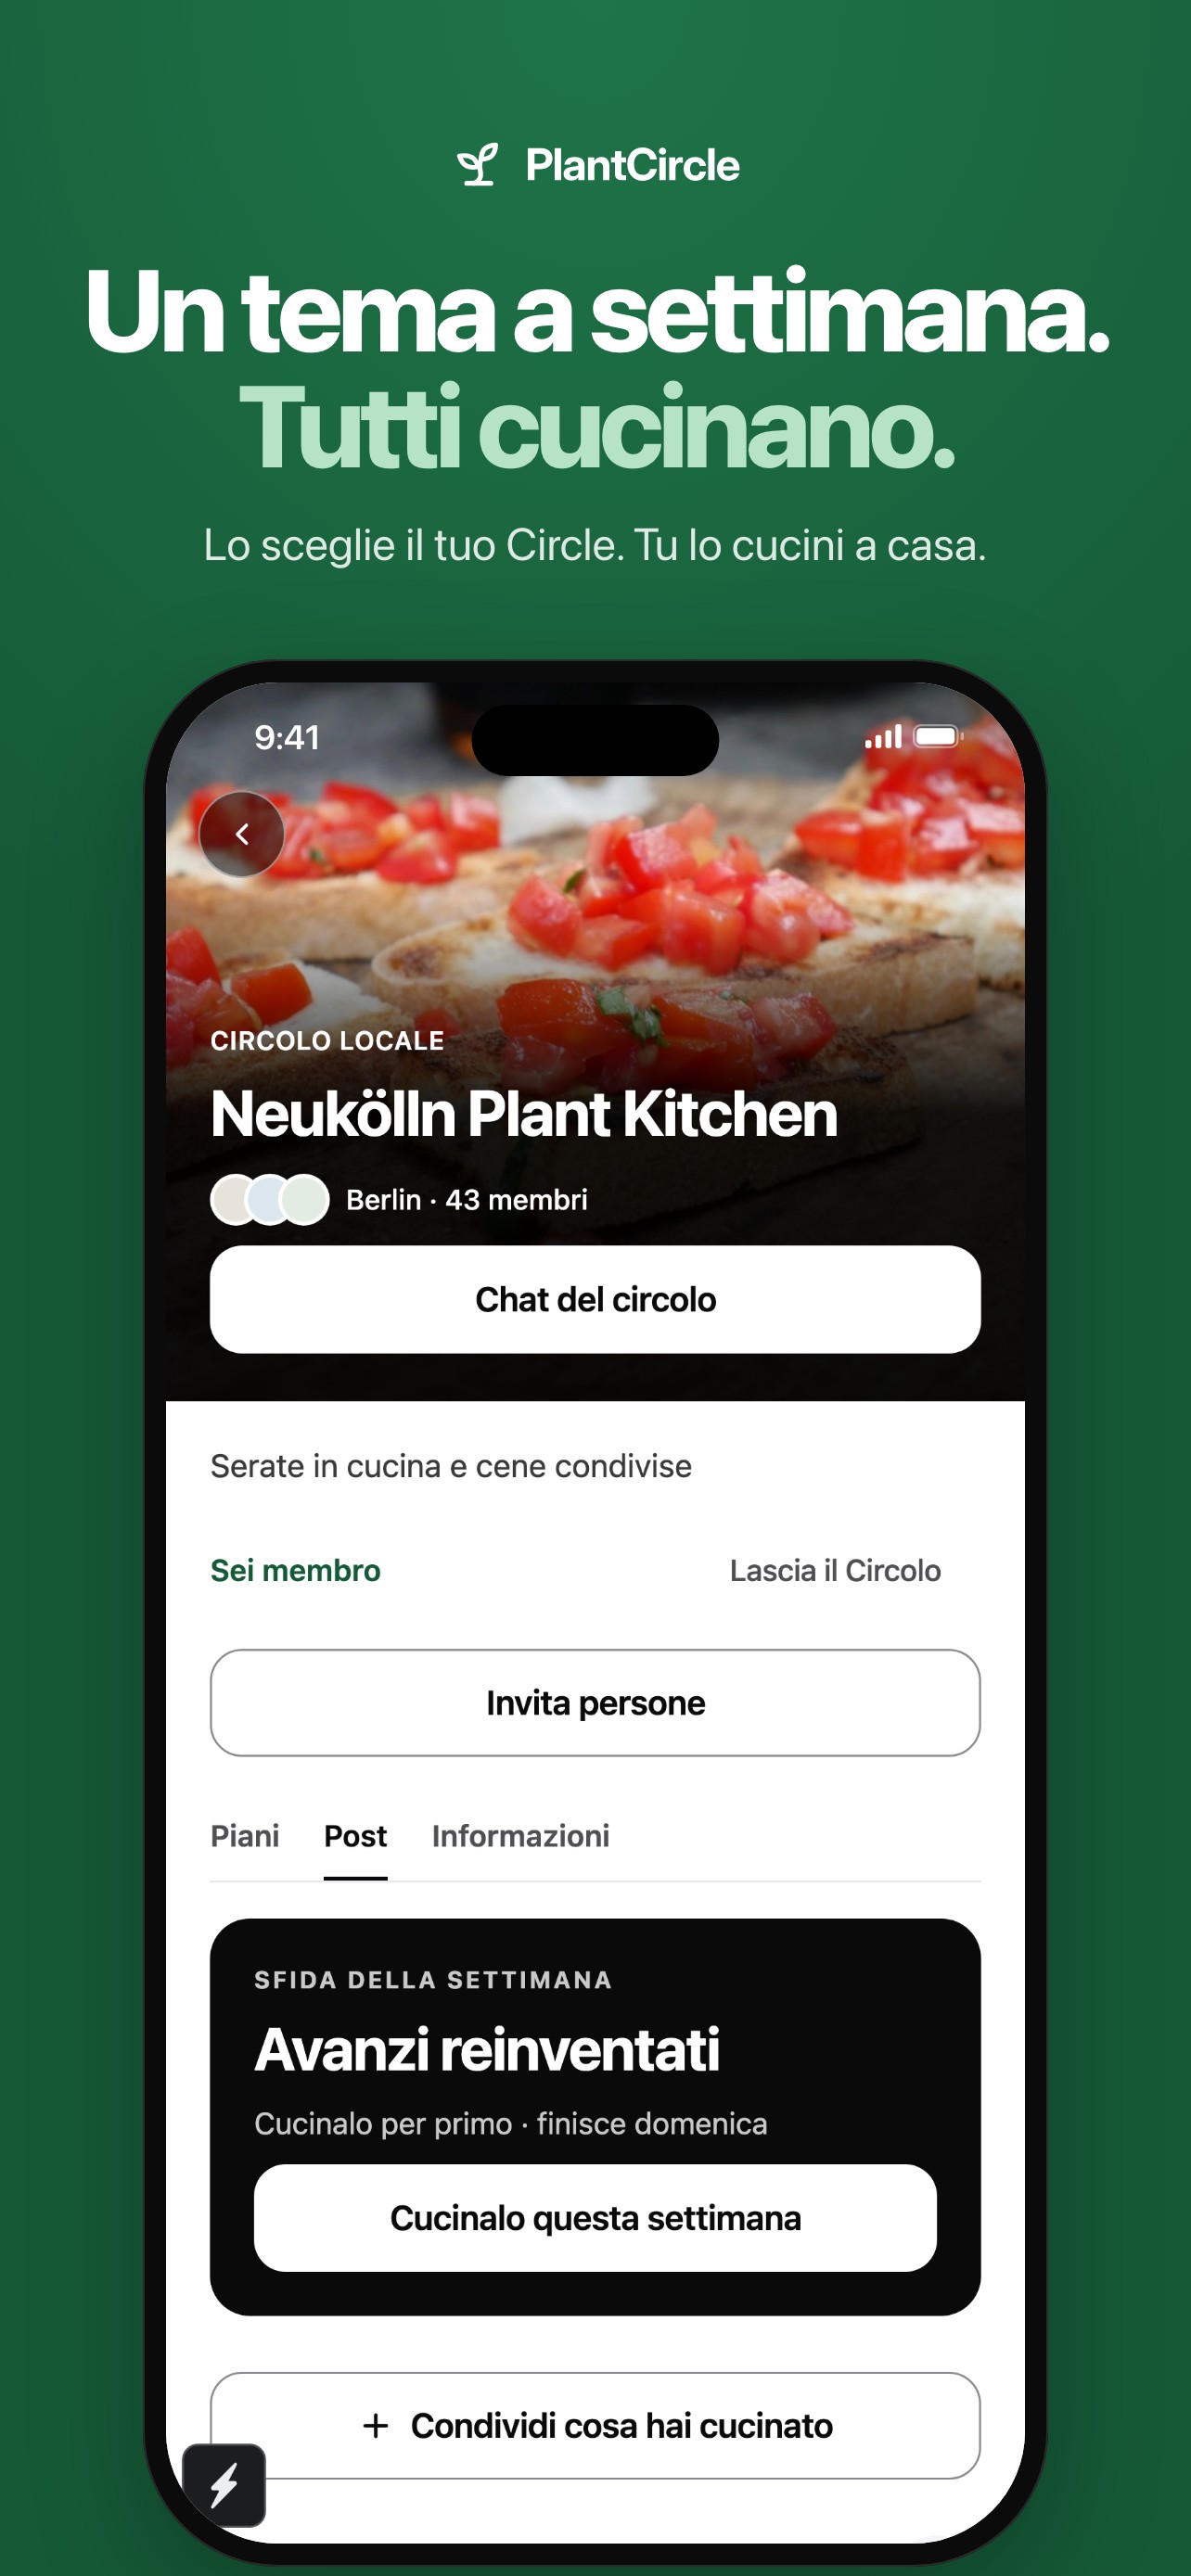 PlantCircle
Un tema a settimana.
Tutti cucinano.
Lo sceglie il tuo Circle. Tu lo cucini a casa.
9:41
CIRCOLO LOCALE
Neukölln Plant Kitchen
Berlin · 43 membri
Chat del circolo
Serate in cucina e cene condivise
Sei membro
Lascia il Circolo
Invita persone
Piani
Post
Informazioni
SFIDA DELLA SETTIMANA
Avanzi reinventati
Cucinalo per primo · finisce domenica
Cucinalo questa settimana
+ Condividi cosa hai cucinato